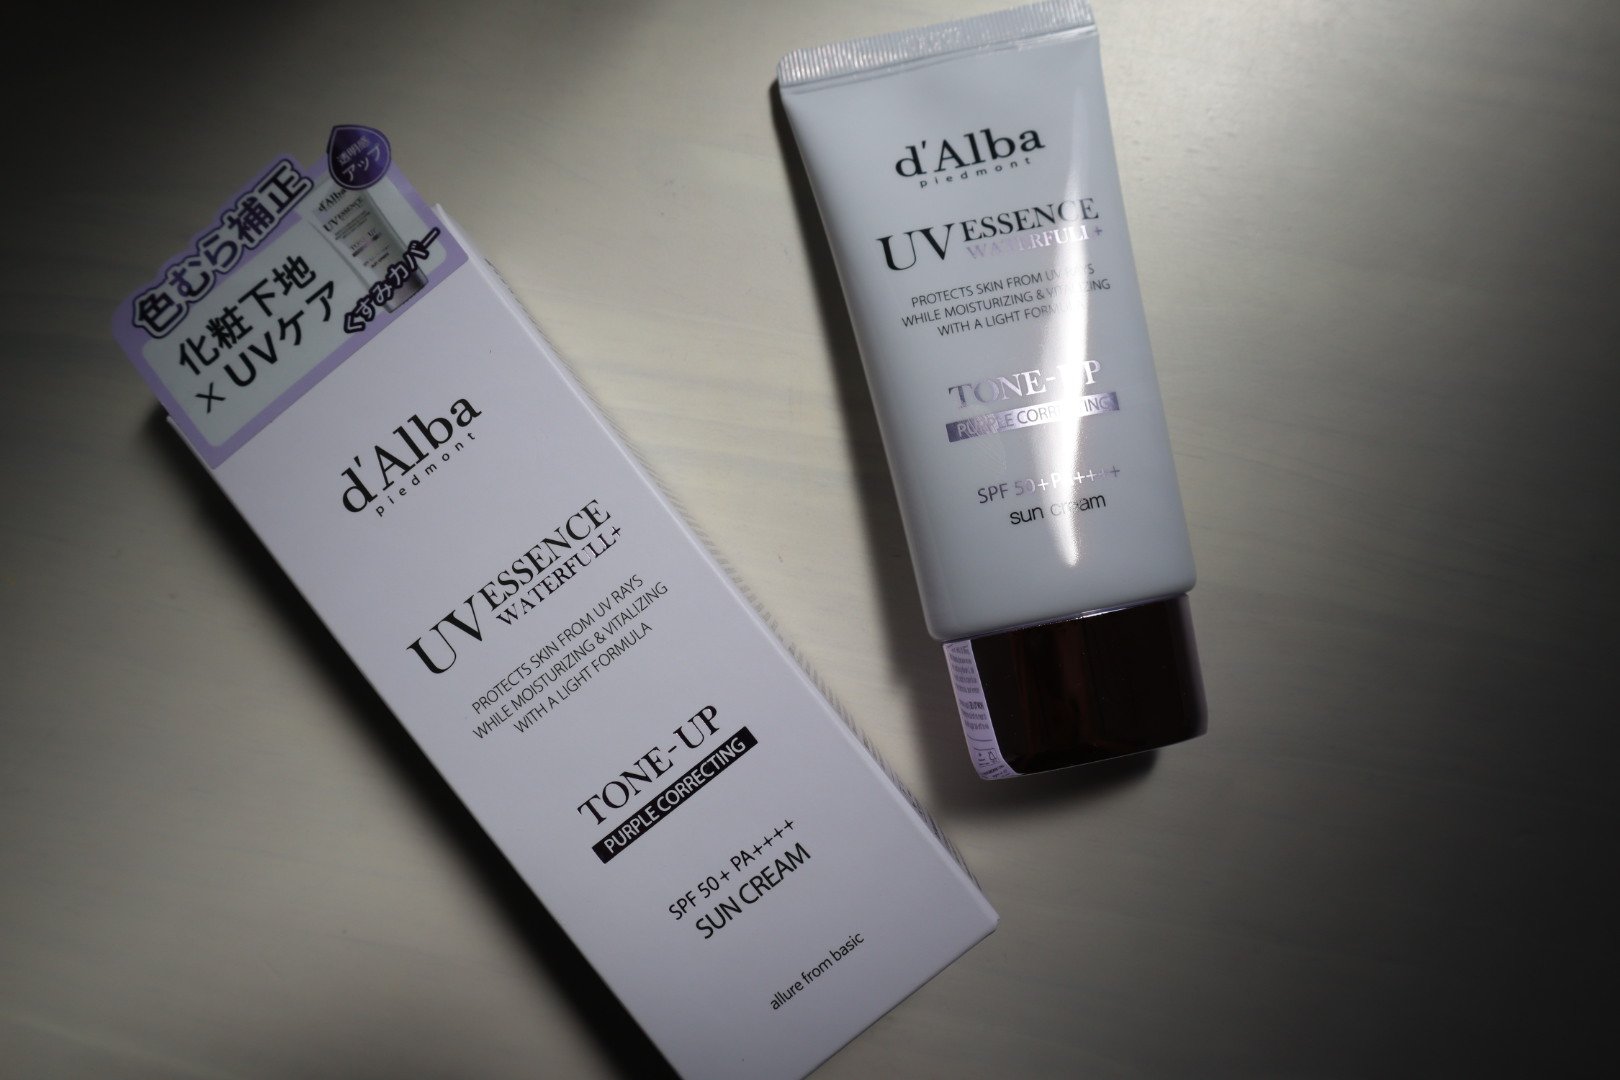 色むら補正
透明感
アップ
化粧下地
× UVケア
くすみカバー
d'Alba
piedmont
UV ESSENCE
WATERFULL+
PROTECTS SKIN FROM UV RAYS
WHILE MOISTURIZING & VITALIZING
WITH A LIGHT FORMULA
TONE-UP
PURPLE CORRECTING
SPF 50+ PA++++
SUN CREAM
allure from basic
d'Alba
piedmont
UV ESSENCE
WATERFULL+
PROTECTS SKIN FROM UV RAYS
WHILE MOISTURIZING & VITALIZING
WITH A LIGHT FORMULA
TONE-UP
PURPLE CORRECTING
SPF 50+ PA++++
sun cream